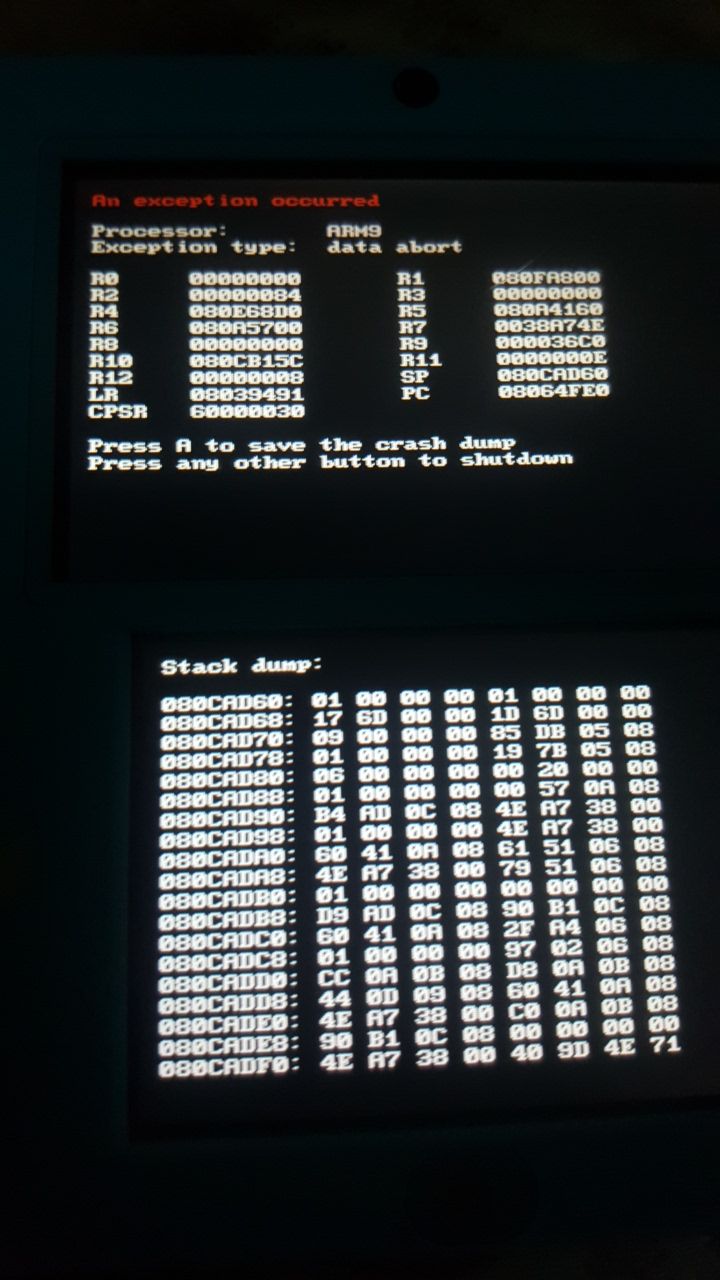 An exception occurred
Processor: ARM9
Exception type: data abort
R0 00000000 R1 080FA800
R2 00000084 R3 00000000
R4 080E68D0 R5 080A4160
R6 080A5700 R7 0038A74E
R8 00000000 R9 000036C0
R10 080CB15C R11 0000000E
R12 00000008 SP 080CAD60
LR 08039491 PC 08064FE0
CPSR 60000030
Press A to save the crash dump
Press any other button to shutdown
Stack dump:
080CAD60: 01 00 00 00 01 00 00 00
080CAD68: 17 6D 00 00 1D 6D 00 00
080CAD70: 09 00 00 00 85 DB 05 08
080CAD78: 01 00 00 00 19 7B 05 08
080CAD80: 06 00 00 00 00 20 00 00
080CAD88: 01 00 00 00 00 57 0A 08
080CAD90: B4 AD 0C 08 4E A7 38 00
080CAD98: 01 00 00 00 4E A7 38 00
080CADA0: 60 41 0A 08 61 51 06 08
080CADA8: 4E A7 38 00 79 51 06 08
080CADB0: 01 00 00 00 00 00 00 00
080CADB8: D9 AD 0C 08 90 B1 0C 08
080CADC0: 60 41 0A 08 2F A4 06 08
080CADC8: 01 00 00 00 97 02 06 08
080CADD0: CC 0A 0B 08 D8 0A 0B 08
080CADD8: 44 0D 09 08 60 41 0A 08
080CADE0: 4E A7 38 00 C0 0A 0B 08
080CADE8: 90 B1 0C 08 00 00 00 00
080CADF0: 4E A7 38 00 40 9D 4E 71